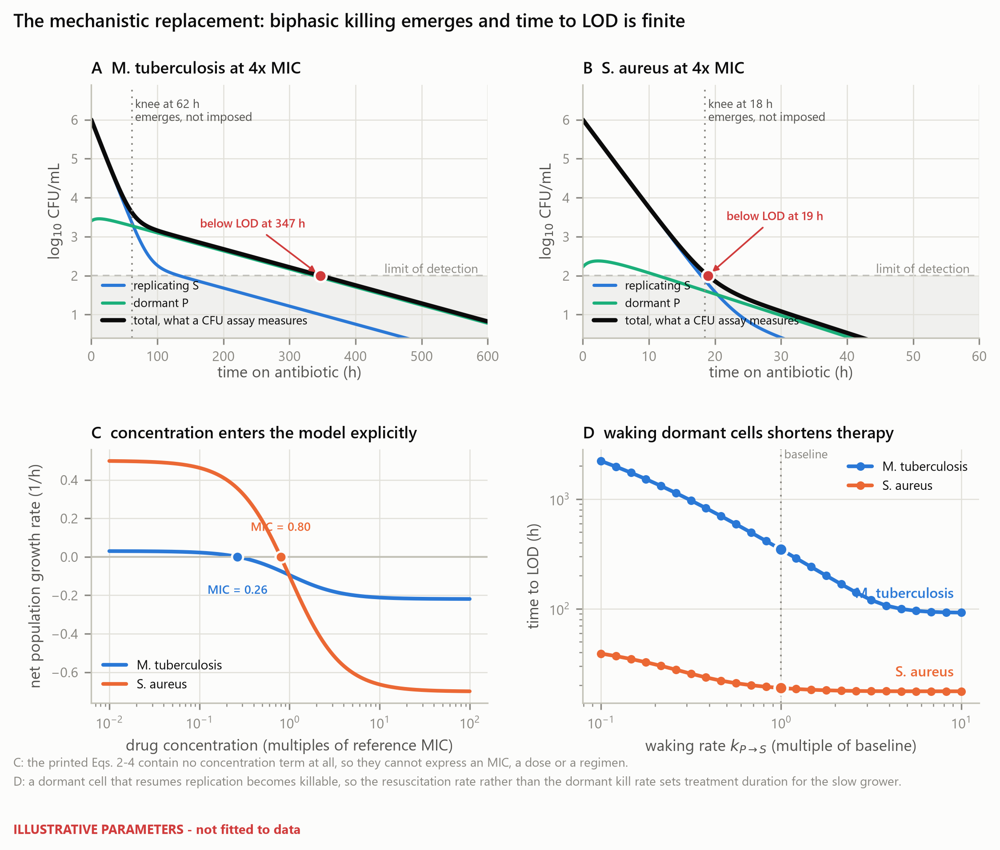 The mechanistic replacement: biphasic killing emerges and time to LOD is finite
A M. tuberculosis at 4x MIC
knee at 62 h
emerges, not imposed
below LOD at 347 h
limit of detection
replicating S
dormant P
total, what a CFU assay measures
log10 CFU/mL
6
5
4
3
2
1
0 100 200 300 400 500 600
time on antibiotic (h)
B S. aureus at 4x MIC
knee at 18 h
emerges, not imposed
below LOD at 19 h
limit of detection
replicating S
dormant P
total, what a CFU assay measures
log10 CFU/mL
6
5
4
3
2
1
0 10 20 30 40 50 60
time on antibiotic (h)
C concentration enters the model explicitly
net population growth rate (1/h)
0.4
0.2
0.0
−0.2
−0.4
−0.6
MIC = 0.80
MIC = 0.26
M. tuberculosis
S. aureus
10−2 10−1 100 101 102
drug concentration (multiples of reference MIC)
D waking dormant cells shortens therapy
baseline
M. tuberculosis
S. aureus
time to LOD (h)
103
102
M. tuberculosis
S. aureus
10−1 100 101
waking rate kP→S (multiple of baseline)
C: the printed Eqs. 2-4 contain no concentration term at all, so they cannot express an MIC, a dose or a regimen.
D: a dormant cell that resumes replication becomes killable, so the resuscitation rate rather than the dormant kill rate sets treatment duration for the slow grower.
ILLUSTRATIVE PARAMETERS - not fitted to data